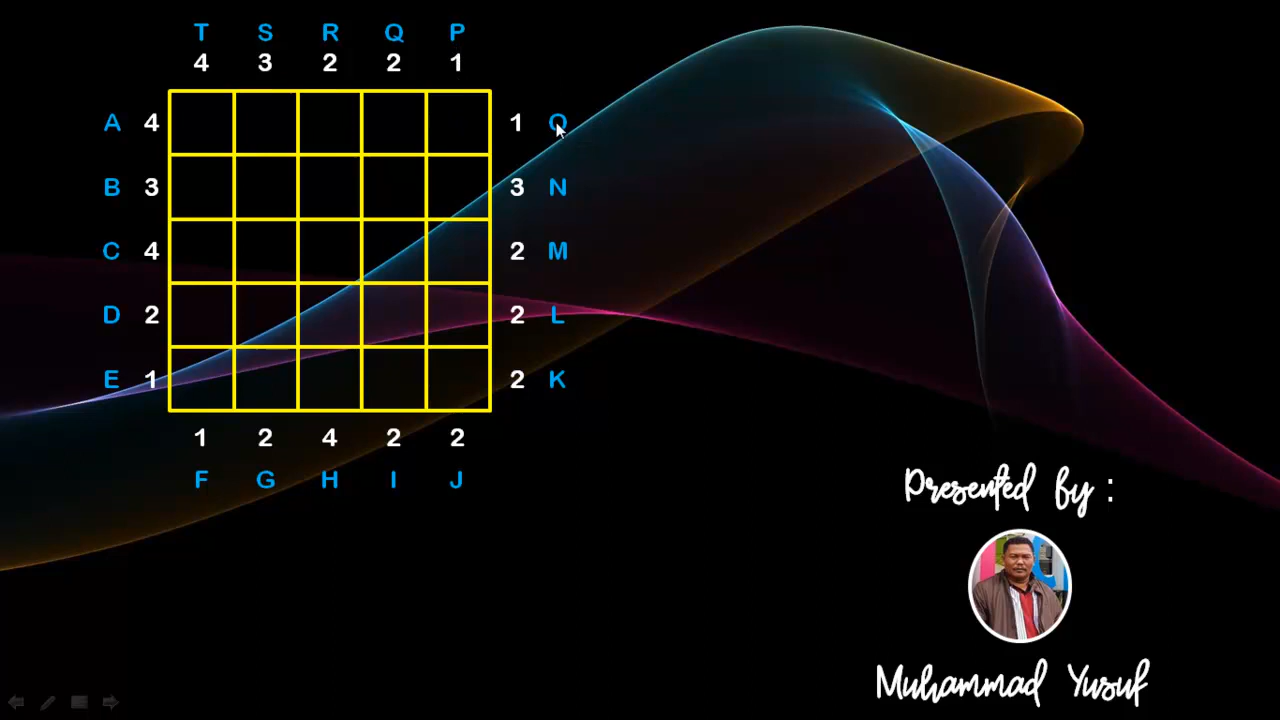 T S R Q P
4 3 2 2 1
A 4 1 O
B 3 3 N
C 4 2 M
D 2 2 L
E 1 2 K
1 2 4 2 2
F G H I J
Presented by :
Muhammad Yusuf